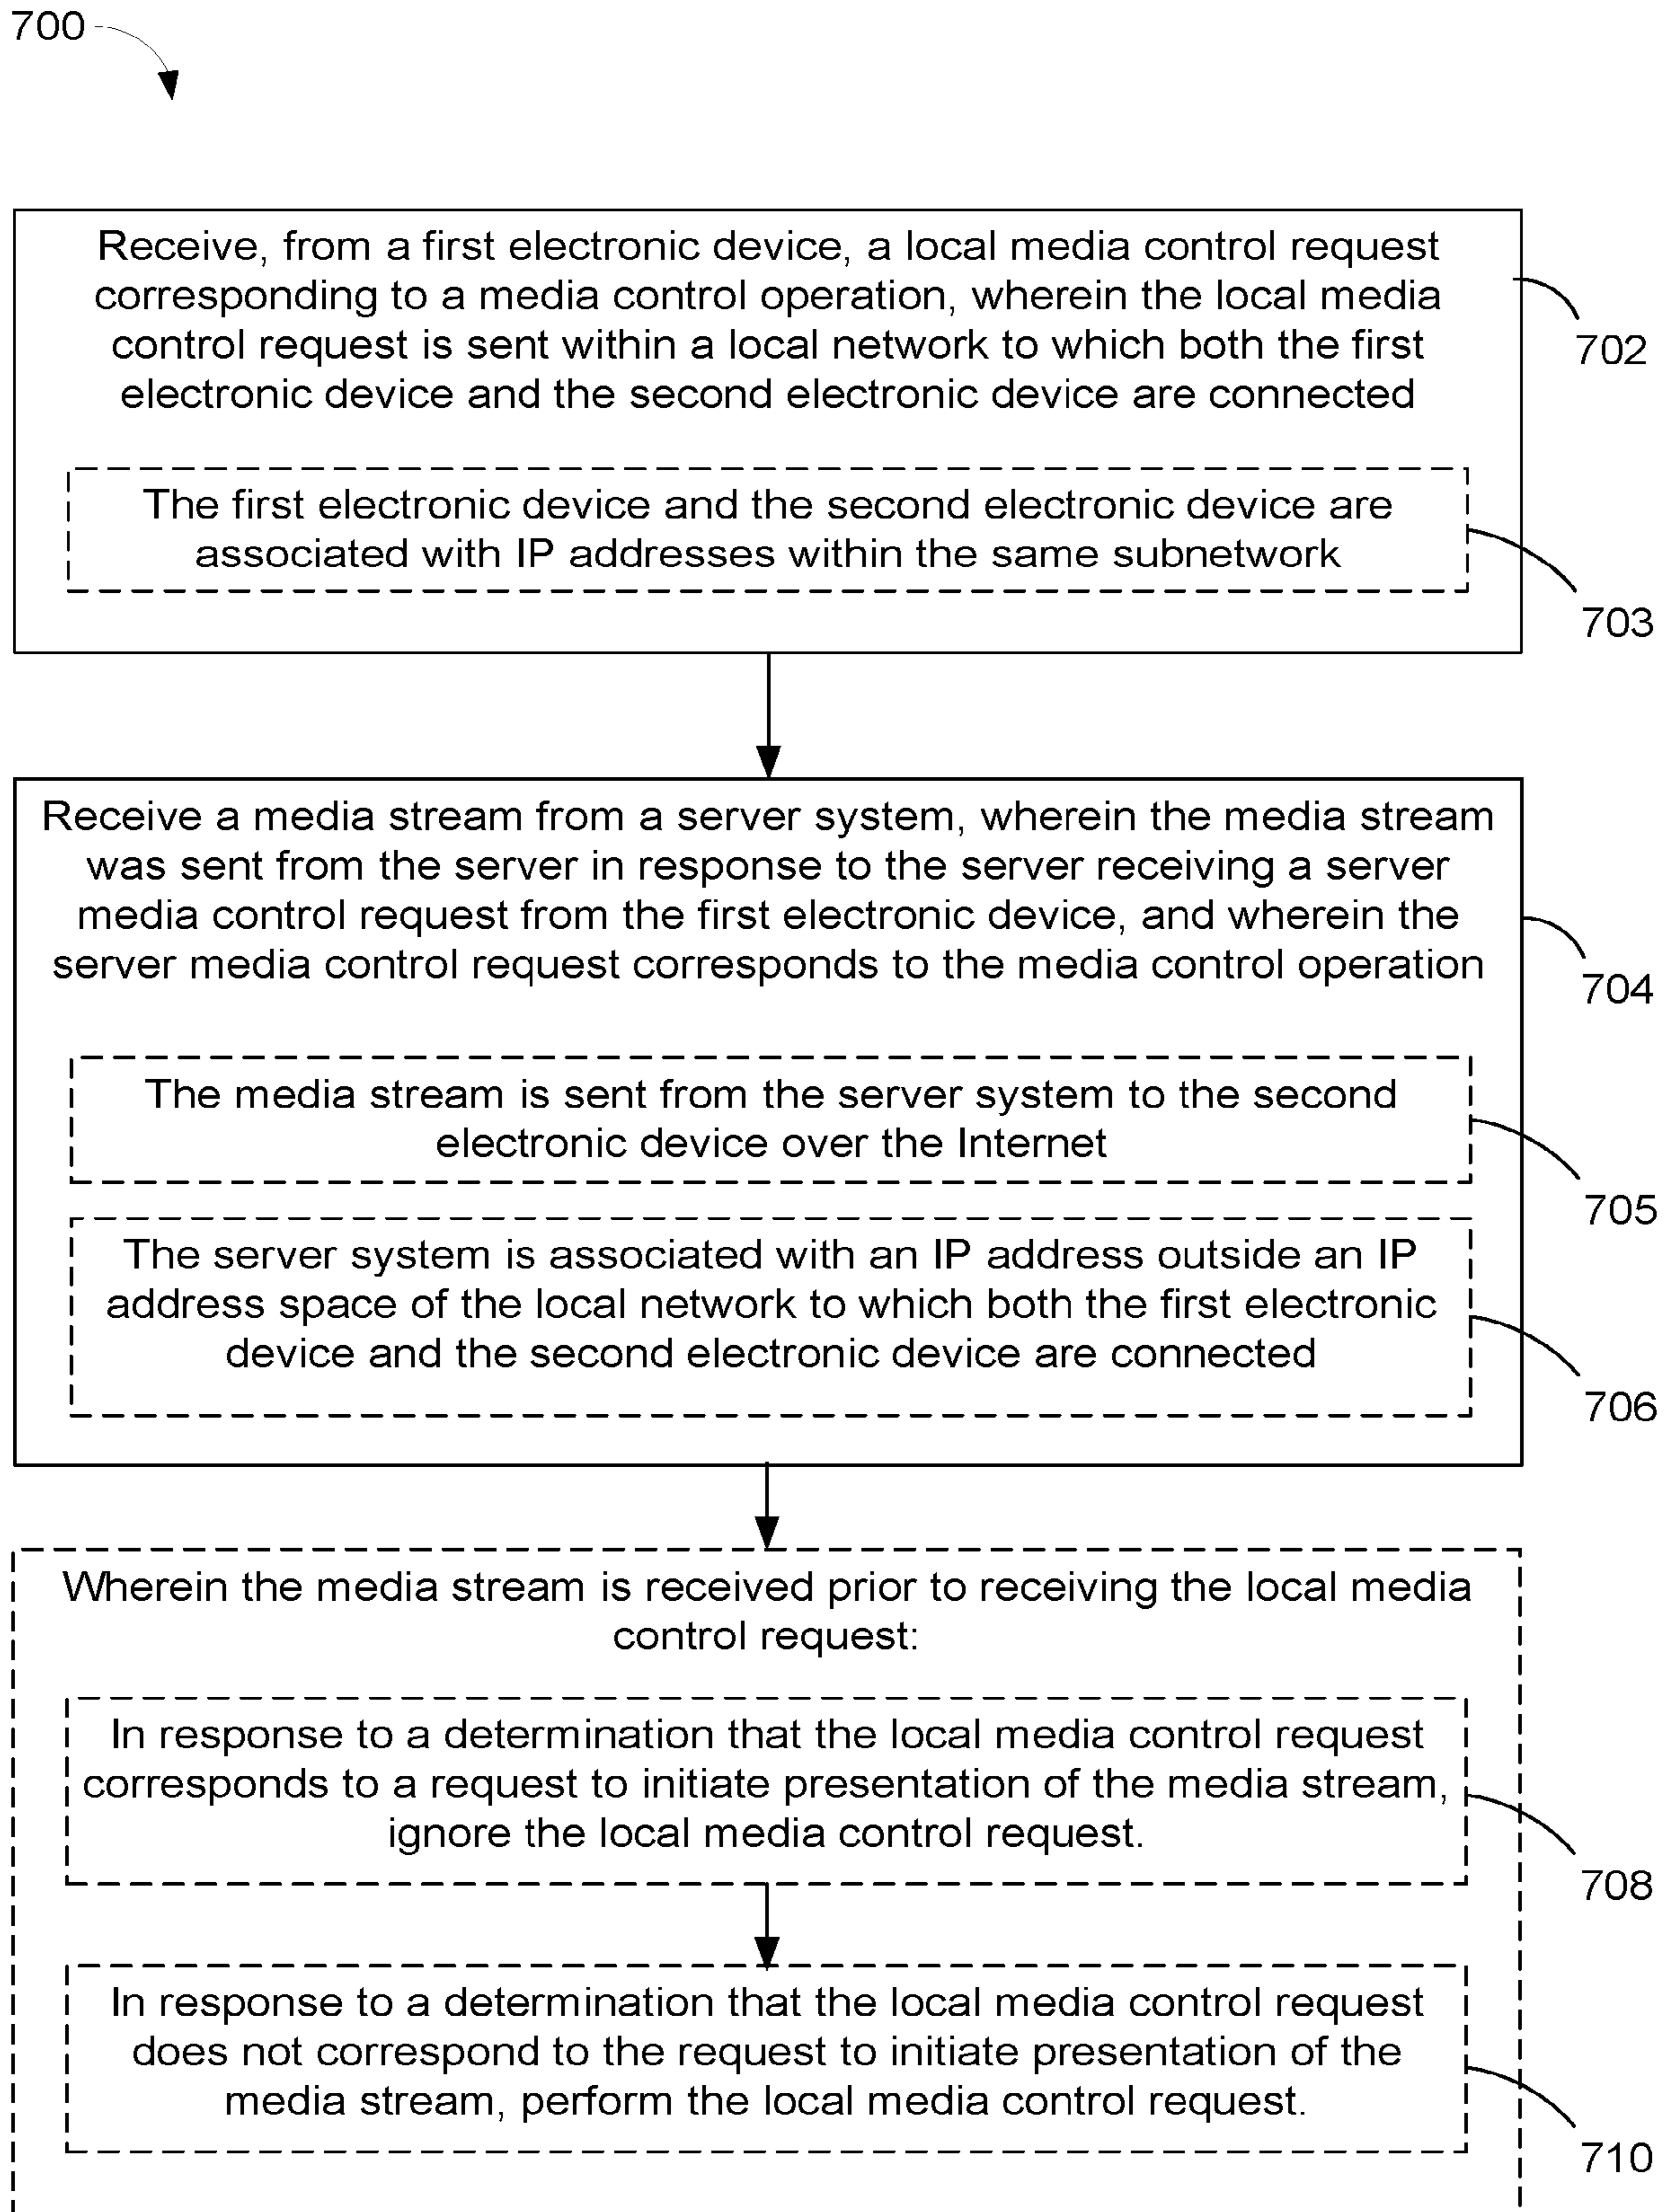 700
Receive, from a first electronic device, a local media control request
corresponding to a media control operation, wherein the local media
control request is sent within a local network to which both the first
electronic device and the second electronic device are connected
702
The first electronic device and the second electronic device are
associated with IP addresses within the same subnetwork
703
Receive a media stream from a server system, wherein the media stream
was sent from the server in response to the server receiving a server
media control request from the first electronic device, and wherein the
server media control request corresponds to the media control operation
704
The media stream is sent from the server system to the second
electronic device over the Internet
705
The server system is associated with an IP address outside an IP
address space of the local network to which both the first electronic
device and the second electronic device are connected
706
Wherein the media stream is received prior to receiving the local media
control request:
In response to a determination that the local media control request
corresponds to a request to initiate presentation of the media stream,
ignore the local media control request.
708
In response to a determination that the local media control request
does not correspond to the request to initiate presentation of the
media stream, perform the local media control request.
710